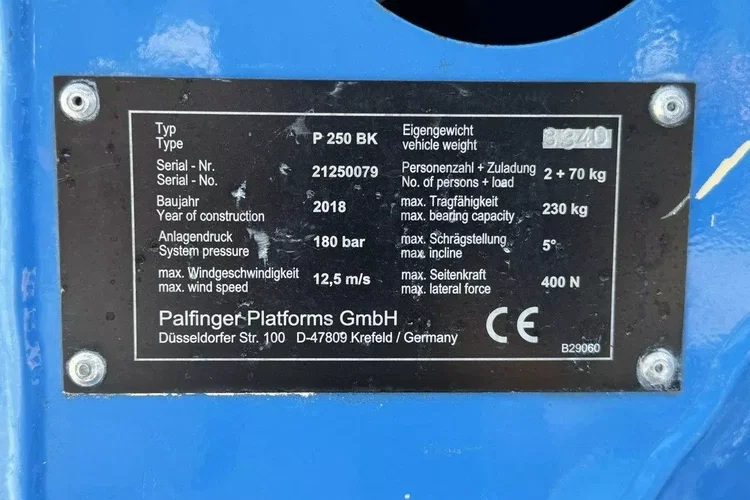 Typ
Type
P 250 BK
Serial - Nr.
Serial - No.
21250079
Baujahr
Year of construction
2018
Anlagendruck
System pressure
180 bar
max. Windgeschwindigkeit
max. wind speed
12,5 m/s
Eigengewicht
vehicle weight
3340
Personenzahl + Zuladung
No. of persons + load
2 + 70 kg
max. Tragfähigkeit
max. bearing capacity
230 kg
max. Schrägstellung
max. incline
5°
max. Seitenkraft
max. lateral force
400 N
Palfinger Platforms GmbH
Düsseldorfer Str. 100 D-47809 Krefeld / Germany
CE
B29060